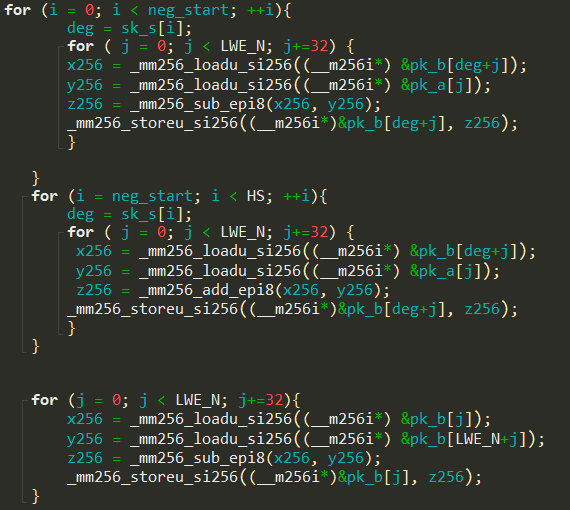 for (i = 0; i < neg_start; ++i){
deg = sk_s[i];
for ( j = 0; j < LWE_N; j+=32) {
x256 = _mm256_loadu_si256((__m256i*) &pk_b[deg+j]);
y256 = _mm256_loadu_si256((__m256i*) &pk_a[j]);
z256 = _mm256_sub_epi8(x256, y256);
_mm256_storeu_si256((__m256i*)&pk_b[deg+j], z256);
}
}
for (i = neg_start; i < HS; ++i){
deg = sk_s[i];
for ( j = 0; j < LWE_N; j+=32) {
x256 = _mm256_loadu_si256((__m256i*) &pk_b[deg+j]);
y256 = _mm256_loadu_si256((__m256i*) &pk_a[j]);
z256 = _mm256_add_epi8(x256, y256);
_mm256_storeu_si256((__m256i*)&pk_b[deg+j], z256);
}
}
for (j = 0; j < LWE_N; j+=32){
x256 = _mm256_loadu_si256((__m256i*) &pk_b[j]);
y256 = _mm256_loadu_si256((__m256i*) &pk_b[LWE_N+j]);
z256 = _mm256_sub_epi8(x256, y256);
_mm256_storeu_si256((__m256i*)&pk_b[j], z256);
}